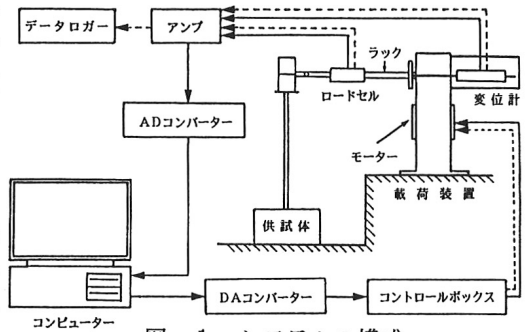 データロガー
アンプ
ラック
ロードセル
変位計
ADコンバーター
モーター
載荷装置
供試体
DAコンバーター
コントロールボックス
コンピューター